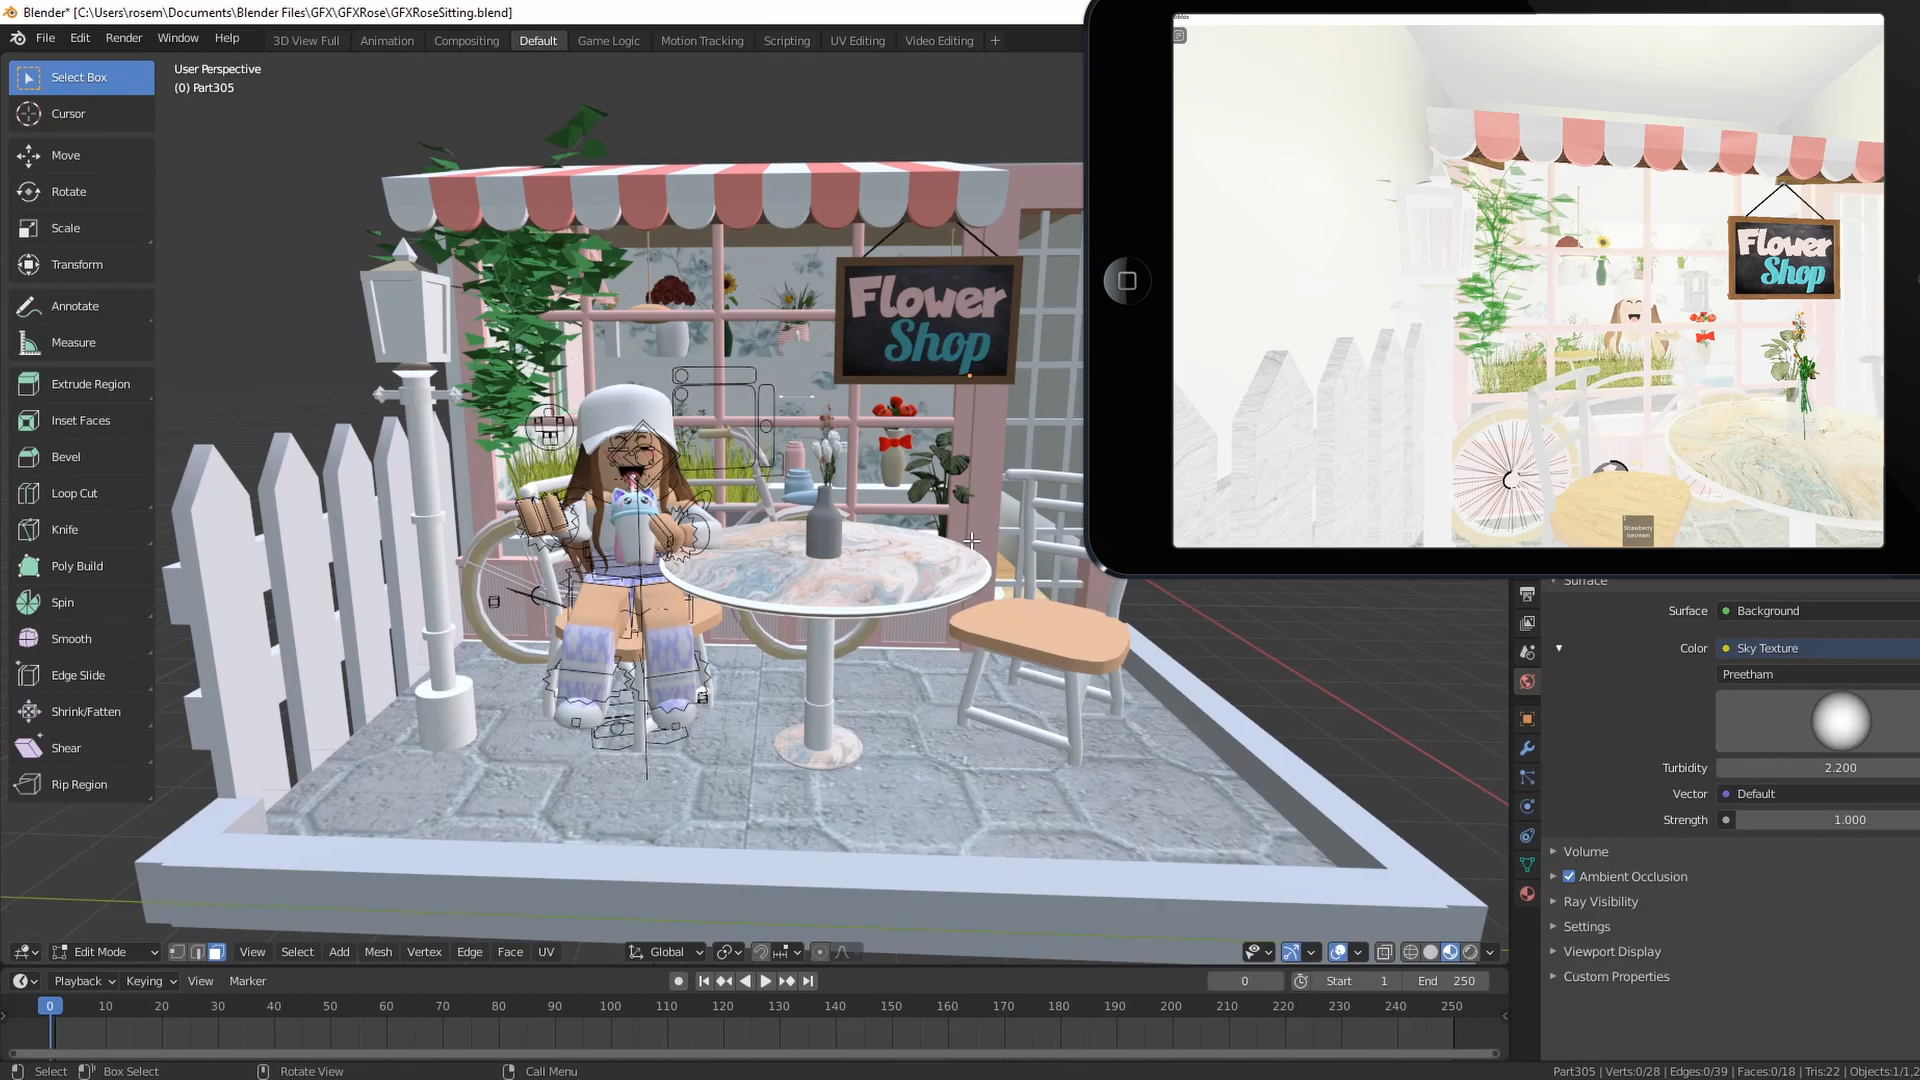 Blender* [C:\Users\rosem\Documents\Blender Files\GFX\GFXRose\GFXRoseSitting.blend]
File Edit Render Window Help 3D View Full Animation Compositing Default Game Logic Motion Tracking Scripting UV Editing Video Editing +
User Perspective
(0) Part305
Select Box
Cursor
Move
Rotate
Scale
Transform
Annotate
Measure
Extrude Region
Inset Faces
Bevel
Loop Cut
Knife
Poly Build
Spin
Smooth
Edge Slide
Shrink/Fatten
Shear
Rip Region
Flower
Shop
Flower
Shop
Strawberry
Icecream
Surface
Surface Background
Color Sky Texture
Preetham
Turbidity 2.200
Vector Default
Strength 1.000
Volume
Ambient Occlusion
Ray Visibility
Settings
Viewport Display
Custom Properties
Edit Mode View Select Add Mesh Vertex Edge Face UV Global
Playback Keying View Marker 0 Start 1 End 250
0 10 20 30 40 50 60 70 80 90 100 110 120 130 140 150 160 170 180 190 200 210 220 230 240 250
Select Box Select Rotate View Call Menu Part305 | Verts:0/28 | Edges:0/39 | Faces:0/18 | Tris:22 | Objects:1/1,2